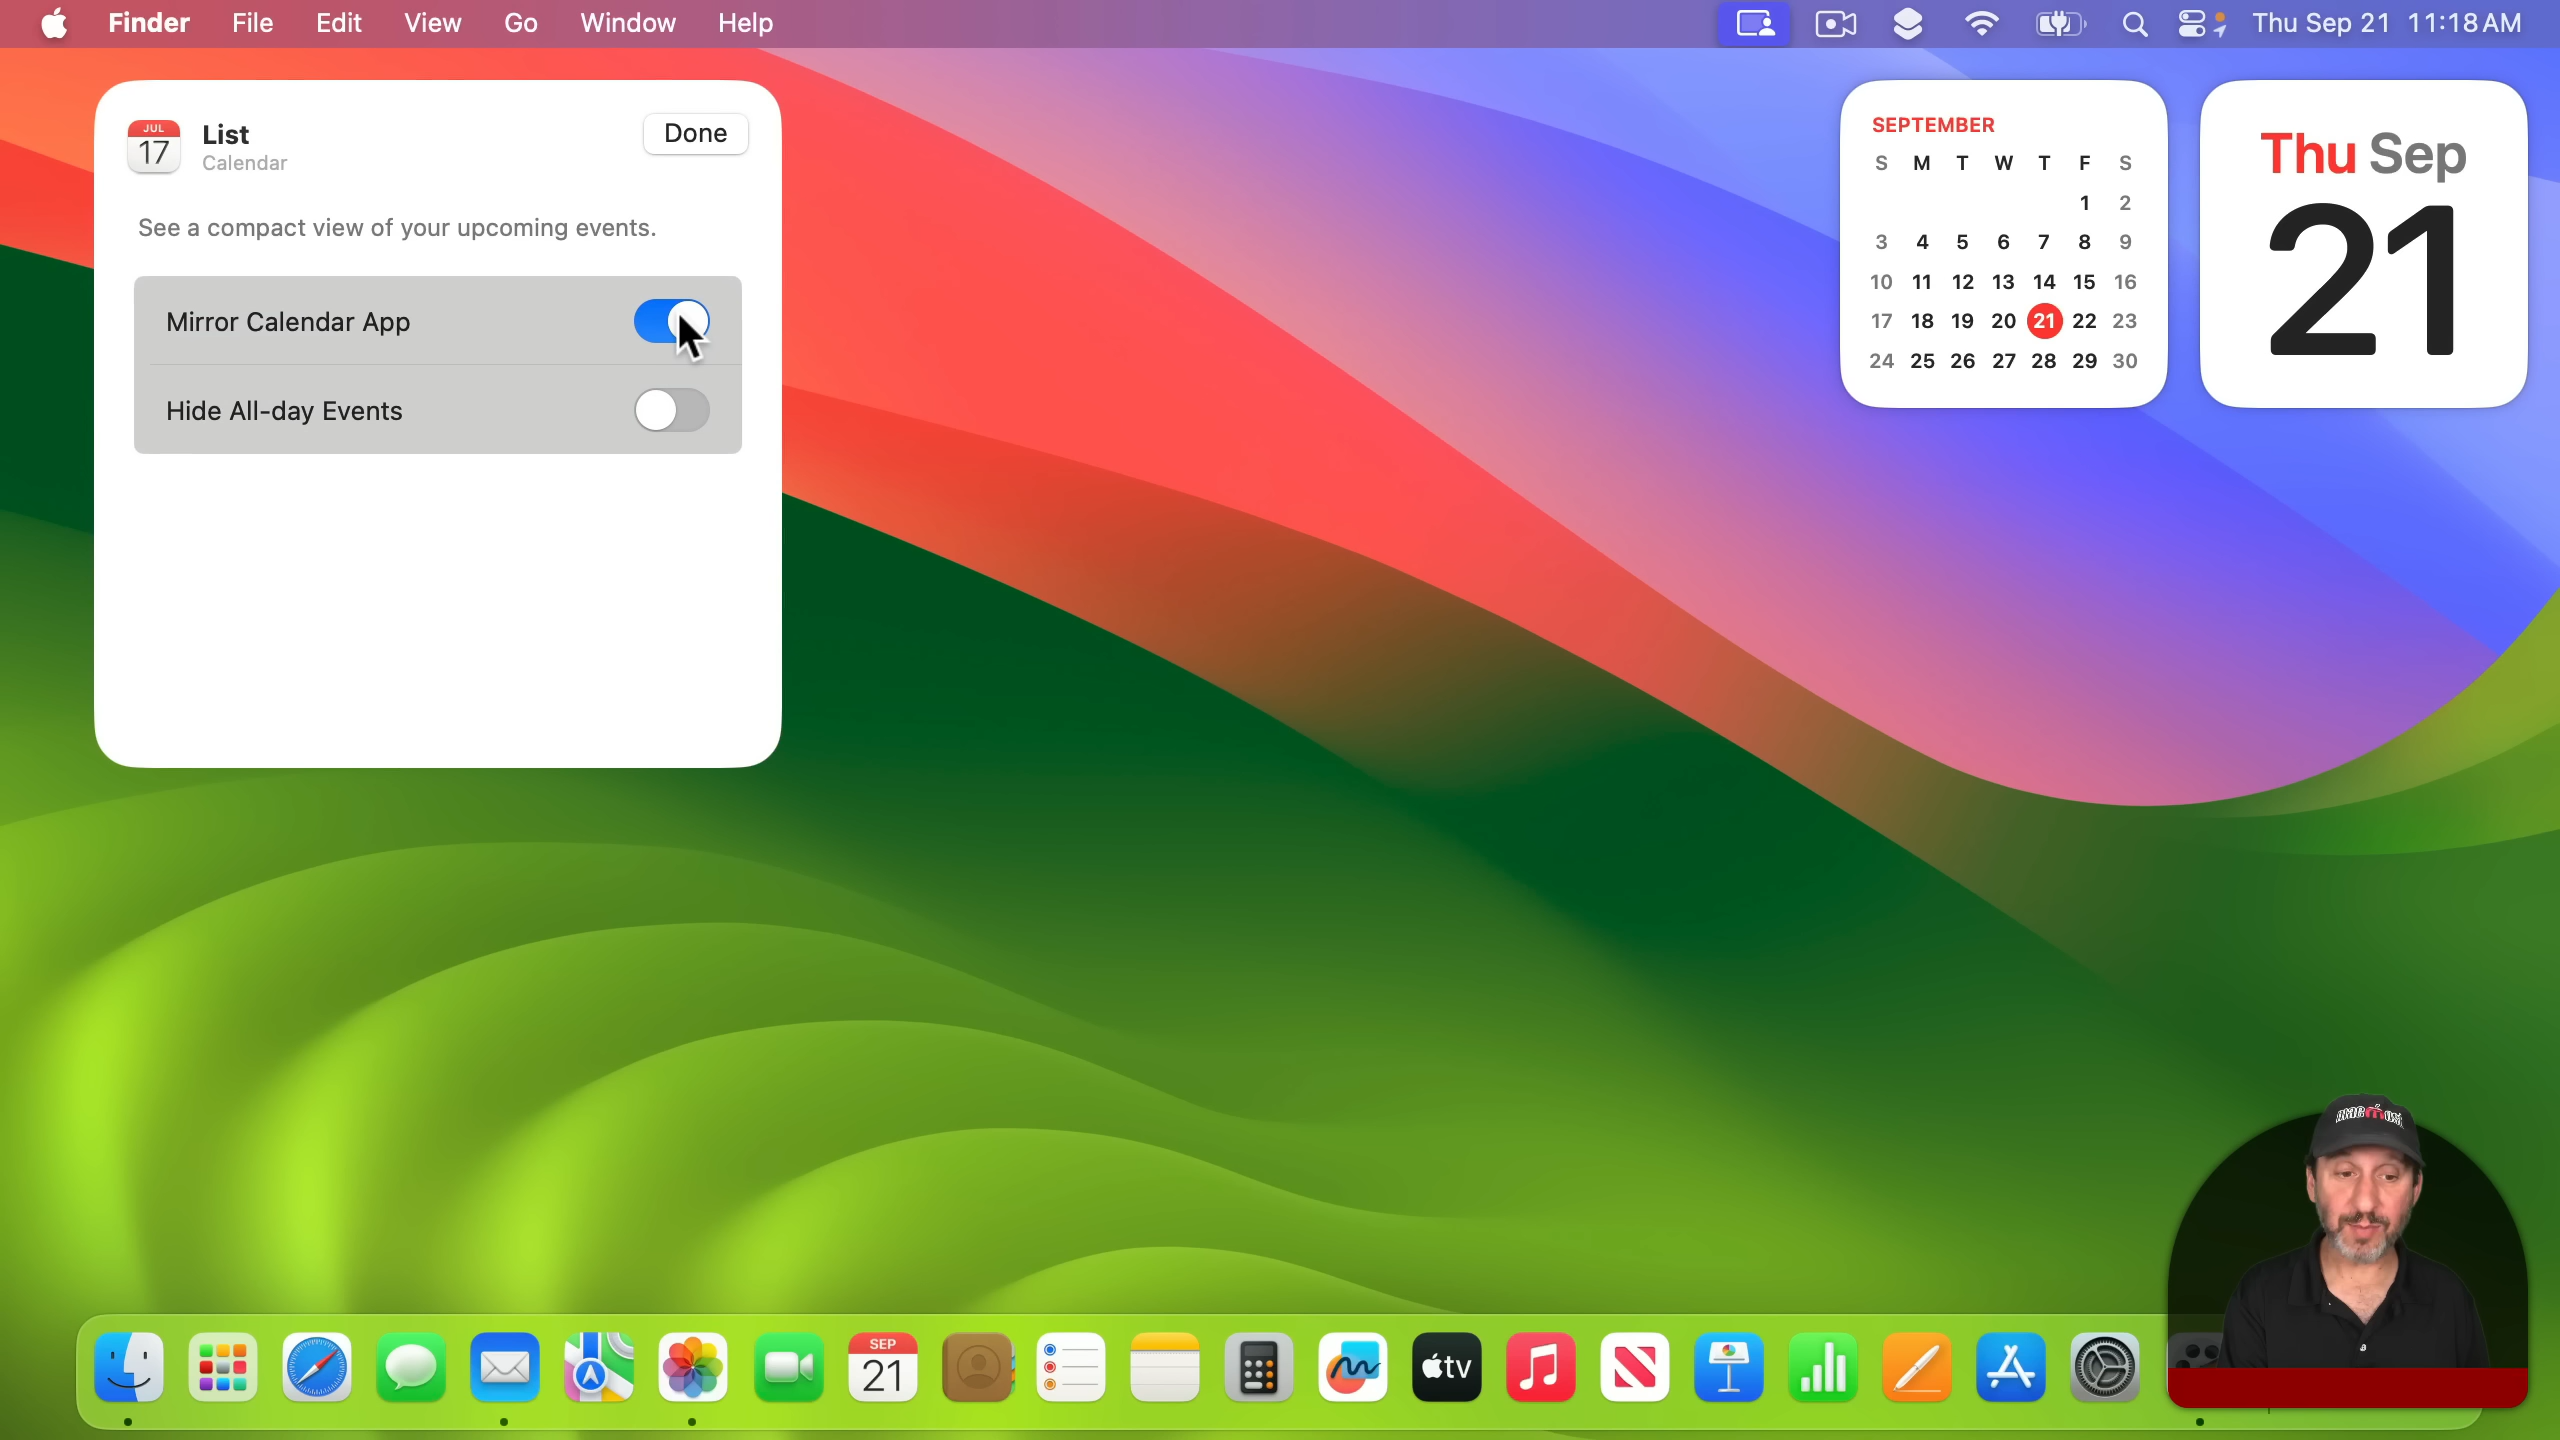 Finder File Edit View Go Window Help Thu Sep 21 11:18 AM
JUL
17
List
Calendar
Done
See a compact view of your upcoming events.
Mirror Calendar App
Hide All-day Events
SEPTEMBER
S M T W T F S
1 2
3 4 5 6 7 8 9
10 11 12 13 14 15 16
17 18 19 20 21 22 23
24 25 26 27 28 29 30
Thu Sep
21
SEP
21
tv